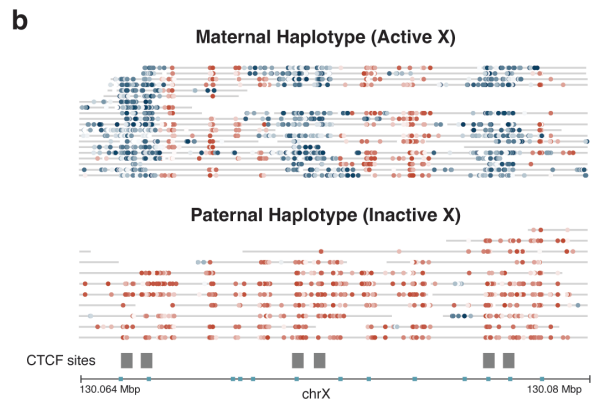 b
Maternal Haplotype (Active X)
Paternal Haplotype (Inactive X)
CTCF sites
130.064 Mbp
chrX
130.08 Mbp